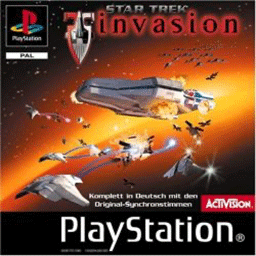 STAR TREK
invasion
PlayStation
PAL
Komplett in Deutsch mit den
Original-Synchronstimmen
ACTIVISION.
PlayStation®